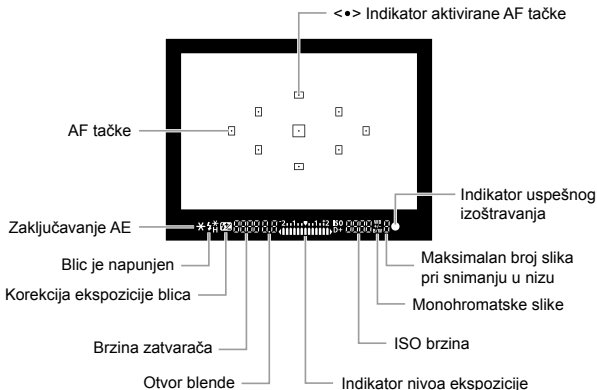 <•> Indikator aktivirane AF tačke
AF tačke
Indikator uspešnog
izoštravanja
Zaključavanje AE
Blic je napunjen
Korekcija ekspozicije blica
Maksimalan broj slika
pri snimanju u nizu
Monohromatske slike
Brzina zatvarača
ISO brzina
Otvor blende
Indikator nivoa ekspozicije